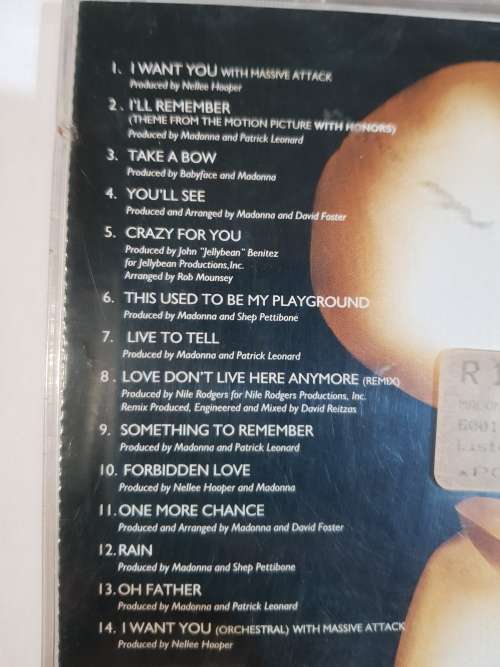 1. I WANT YOU WITH MASSIVE ATTACK
Produced by Nellee Hooper
2. I'LL REMEMBER
(THEME FROM THE MOTION PICTURE WITH HONORS)
Produced by Madonna and Patrick Leonard
3. TAKE A BOW
Produced by Babyface and Madonna
4. YOU'LL SEE
Produced and Arranged by Madonna and David Foster
5. CRAZY FOR YOU
Produced by John "Jellybean" Benitez
for Jellybean Productions, Inc.
Arranged by Rob Mounsey
6. THIS USED TO BE MY PLAYGROUND
Produced by Madonna and Shep Pettibone
7. LIVE TO TELL
Produced by Madonna and Patrick Leonard
8. LOVE DON'T LIVE HERE ANYMORE (REMIX)
Produced by Nile Rodgers for Nile Rodgers Productions, Inc.
Remix Produced, Engineered and Mixed by David Reitzas
9. SOMETHING TO REMEMBER
Produced by Madonna and Patrick Leonard
10. FORBIDDEN LOVE
Produced by Nellee Hooper and Madonna
11. ONE MORE CHANCE
Produced and Arranged by Madonna and David Foster
12. RAIN
Produced by Madonna and Shep Pettibone
13. OH FATHER
Produced by Madonna and Patrick Leonard
14. I WANT YOU (ORCHESTRAL) WITH MASSIVE ATTACK
Produced by Nellee Hooper
R